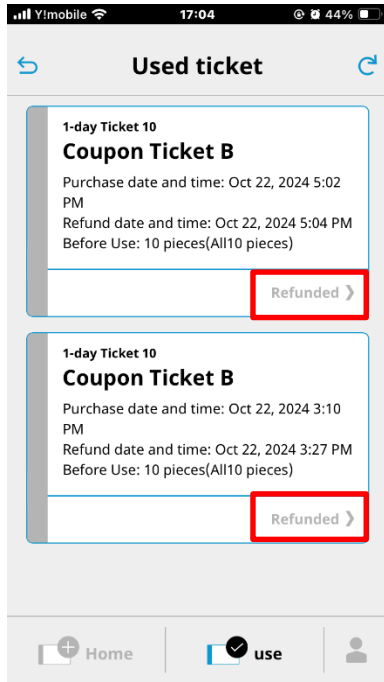 Y!mobile 17:04 44%
Used ticket
1-day Ticket 10
Coupon Ticket B
Purchase date and time: Oct 22, 2024 5:02
PM
Refund date and time: Oct 22, 2024 5:04 PM
Before Use: 10 pieces(All10 pieces)
Refunded ❯
1-day Ticket 10
Coupon Ticket B
Purchase date and time: Oct 22, 2024 3:10
PM
Refund date and time: Oct 22, 2024 3:27 PM
Before Use: 10 pieces(All10 pieces)
Refunded ❯
Home use